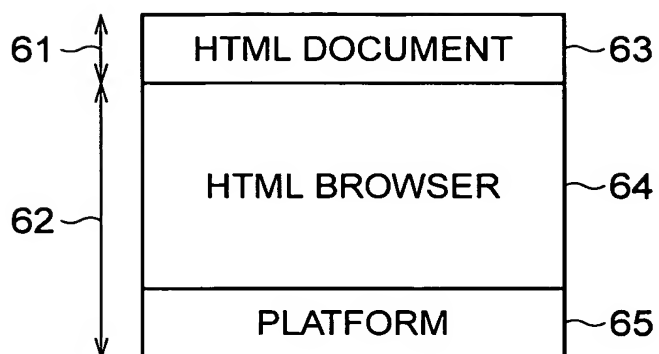 61 HTML DOCUMENT 63
HTML BROWSER 64
62
PLATFORM 65